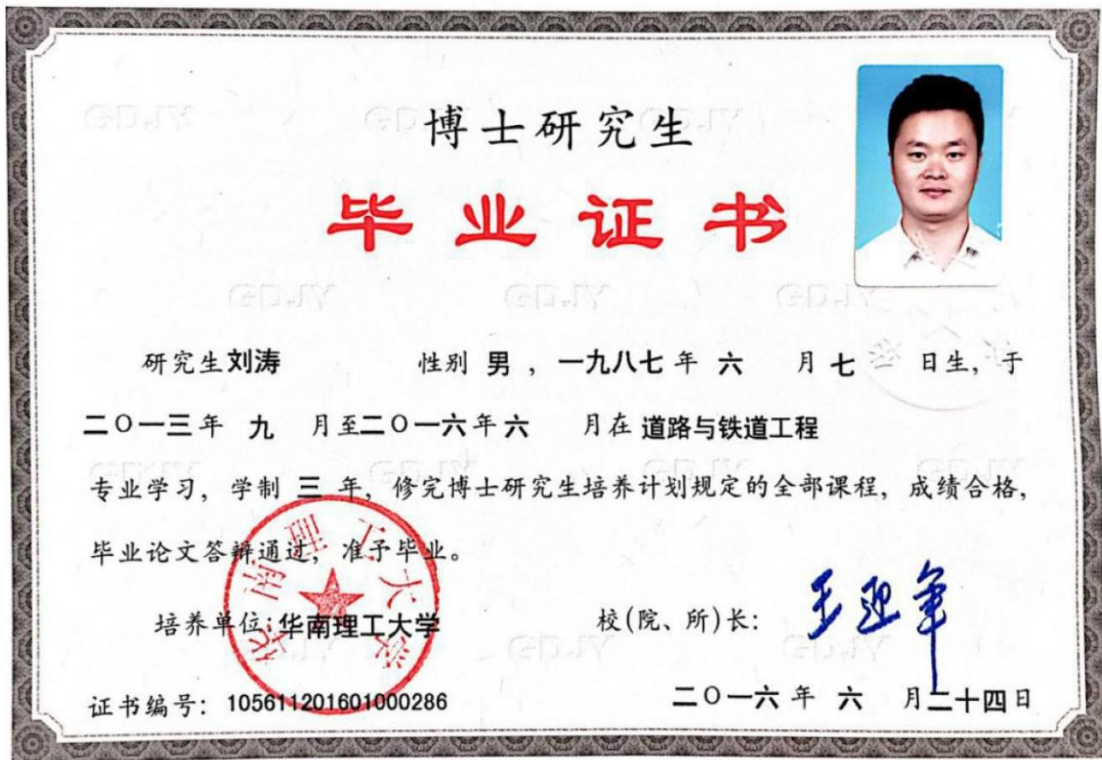 博士研究生
毕业证书
研究生刘涛 性别 男 ，一九八七 年 六 月 七 日生，于
二〇一三年 九 月至二〇一六年 六 月在 道路与铁道工程
专业学习，学制 三 年，修完博士研究生培养计划规定的全部课程，成绩合格，
毕业论文答辩通过，准予毕业。
培养单位：华南理工大学
校(院、所)长：王迎军
证书编号：105611201601000286
二〇一六 年 六 月二十四日
华南理工大学